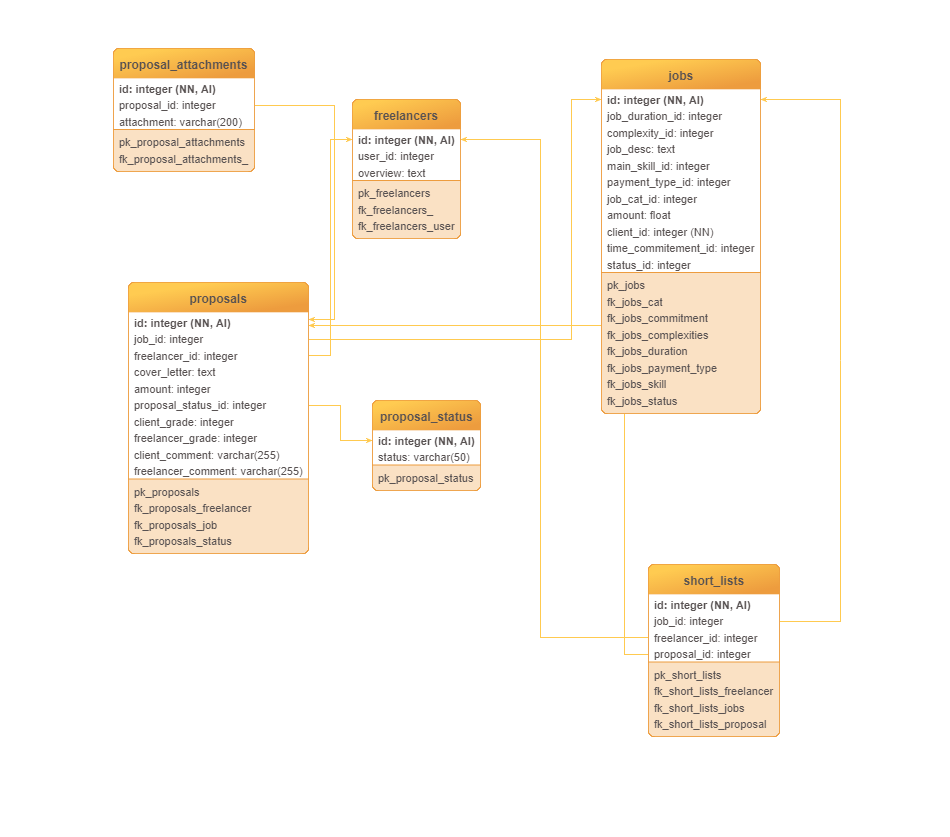 proposal_attachments
id: integer (NN, AI)
proposal_id: integer
attachment: varchar(200)
pk_proposal_attachments
fk_proposal_attachments_
freelancers
id: integer (NN, AI)
user_id: integer
overview: text
pk_freelancers
fk_freelancers_
fk_freelancers_user
jobs
id: integer (NN, AI)
job_duration_id: integer
complexity_id: integer
job_desc: text
main_skill_id: integer
payment_type_id: integer
job_cat_id: integer
amount: float
client_id: integer (NN)
time_commitement_id: integer
status_id: integer
pk_jobs
fk_jobs_cat
fk_jobs_commitment
fk_jobs_complexities
fk_jobs_duration
fk_jobs_payment_type
fk_jobs_skill
fk_jobs_status
proposals
id: integer (NN, AI)
job_id: integer
freelancer_id: integer
cover_letter: text
amount: integer
proposal_status_id: integer
client_grade: integer
freelancer_grade: integer
client_comment: varchar(255)
freelancer_comment: varchar(255)
pk_proposals
fk_proposals_freelancer
fk_proposals_job
fk_proposals_status
proposal_status
id: integer (NN, AI)
status: varchar(50)
pk_proposal_status
short_lists
id: integer (NN, AI)
job_id: integer
freelancer_id: integer
proposal_id: integer
pk_short_lists
fk_short_lists_freelancer
fk_short_lists_jobs
fk_short_lists_proposal